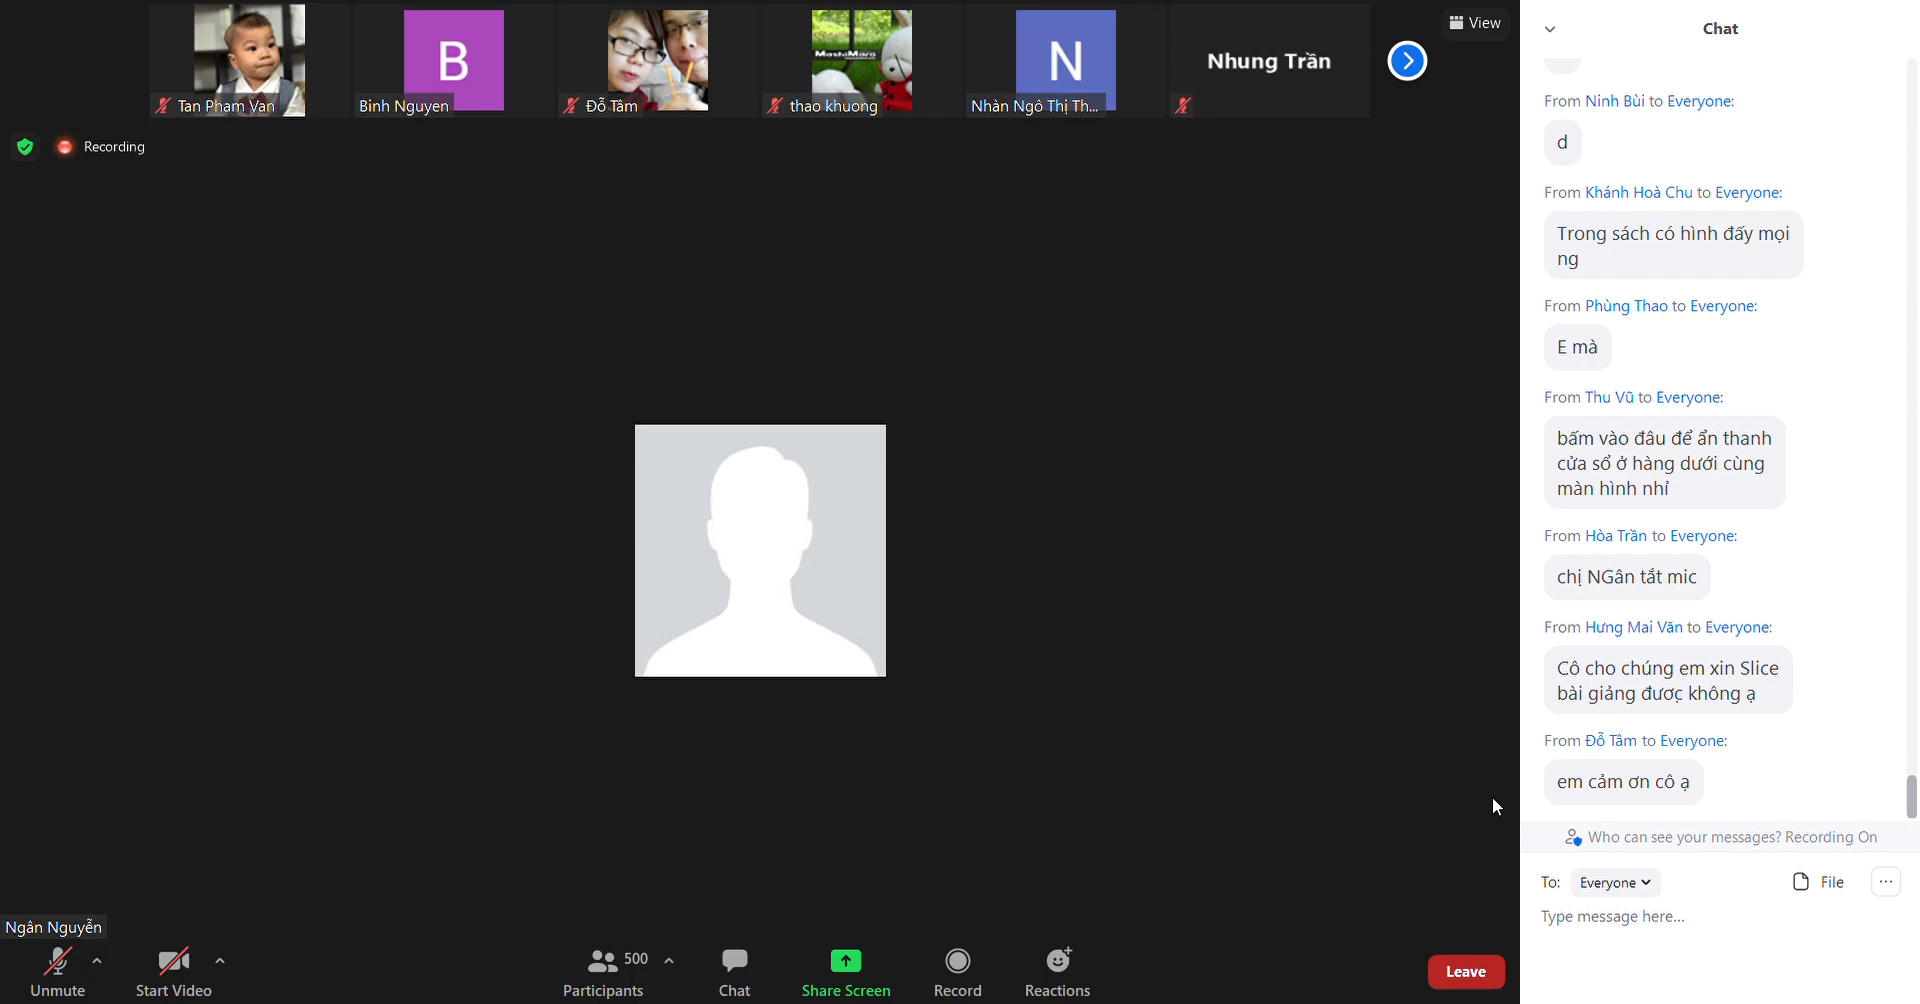 B
N
Nhung Trần
Tan Pham Van
Binh Nguyen
Đỗ Tâm
MashiMaro
thao khuong
Nhàn Ngô Thị Th...
View
Recording
Ngân Nguyễn
Unmute
Start Video
500
Participants
Chat
Share Screen
Record
Reactions
Leave
Chat
From Ninh Bùi to Everyone:
d
From Khánh Hoà Chu to Everyone:
Trong sách có hình đấy mọi
ng
From Phùng Thao to Everyone:
E mà
From Thu Vũ to Everyone:
bấm vào đâu để ẩn thanh
cửa sổ ở hàng dưới cùng
màn hình nhỉ
From Hòa Trần to Everyone:
chị NGân tắt mic
From Hưng Mai Văn to Everyone:
Cô cho chúng em xin Slice
bài giảng được không ạ
From Đỗ Tâm to Everyone:
em cảm ơn cô ạ
Who can see your messages? Recording On
To: Everyone
File
...
Type message here...